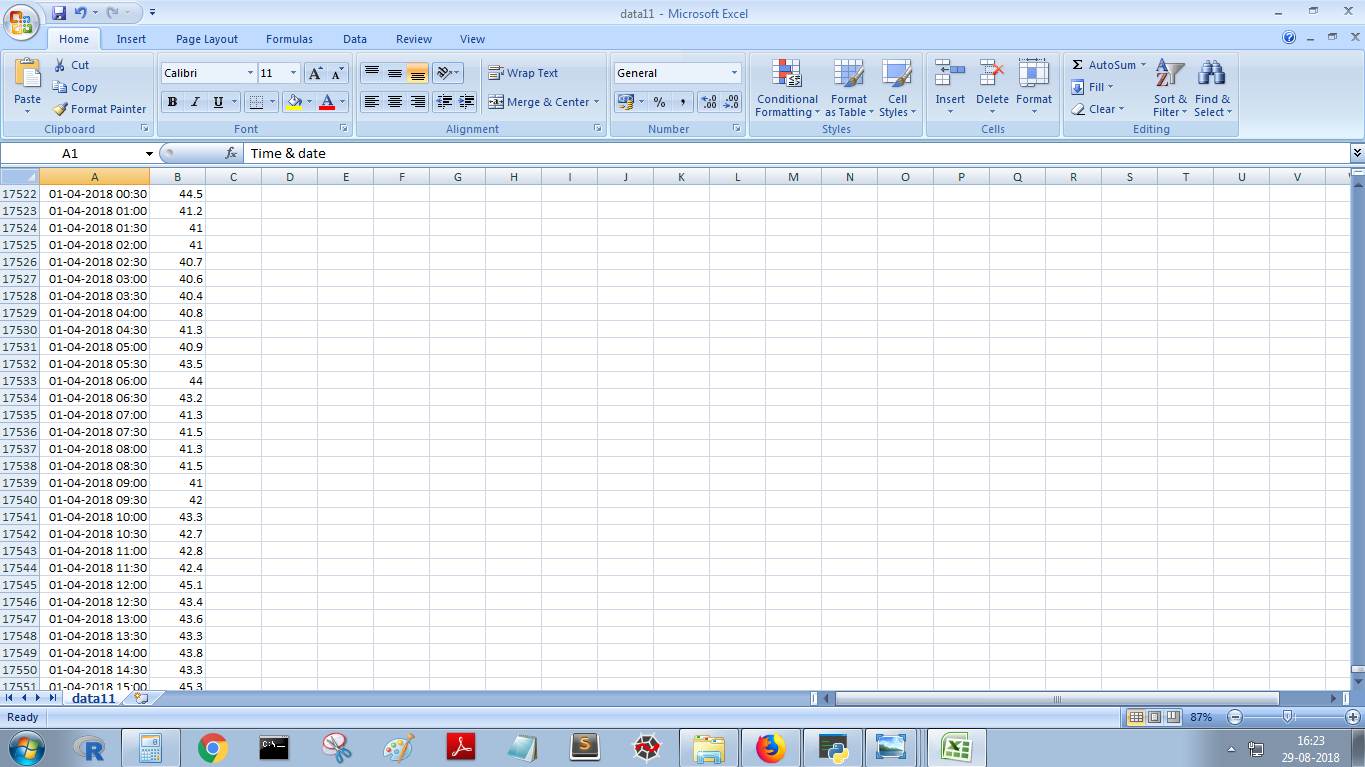 data11 - Microsoft Excel
Home Insert Page Layout Formulas Data Review View
Paste Cut Copy Format Painter
Calibri 11 A A
B I U A
Wrap Text
Merge & Center
General
% ,
Conditional Formatting Format as Table Cell Styles
Insert Delete Format
Σ AutoSum Fill Clear
Sort & Filter Find & Select
Clipboard Font Alignment Number Styles Cells Editing
A1 fx Time & date
A B C D E F G H I J K L M N O P Q R S T U V
17522 01-04-2018 00:30 44.5
17523 01-04-2018 01:00 41.2
17524 01-04-2018 01:30 41
17525 01-04-2018 02:00 41
17526 01-04-2018 02:30 40.7
17527 01-04-2018 03:00 40.6
17528 01-04-2018 03:30 40.4
17529 01-04-2018 04:00 40.8
17530 01-04-2018 04:30 41.3
17531 01-04-2018 05:00 40.9
17532 01-04-2018 05:30 43.5
17533 01-04-2018 06:00 44
17534 01-04-2018 06:30 43.2
17535 01-04-2018 07:00 41.3
17536 01-04-2018 07:30 41.5
17537 01-04-2018 08:00 41.3
17538 01-04-2018 08:30 41.5
17539 01-04-2018 09:00 41
17540 01-04-2018 09:30 42
17541 01-04-2018 10:00 43.3
17542 01-04-2018 10:30 42.7
17543 01-04-2018 11:00 42.8
17544 01-04-2018 11:30 42.4
17545 01-04-2018 12:00 45.1
17546 01-04-2018 12:30 43.4
17547 01-04-2018 13:00 43.6
17548 01-04-2018 13:30 43.3
17549 01-04-2018 14:00 43.8
17550 01-04-2018 14:30 43.3
17551 01-04-2018 15:00 45.3
data11
Ready 87%
16:23
29-08-2018